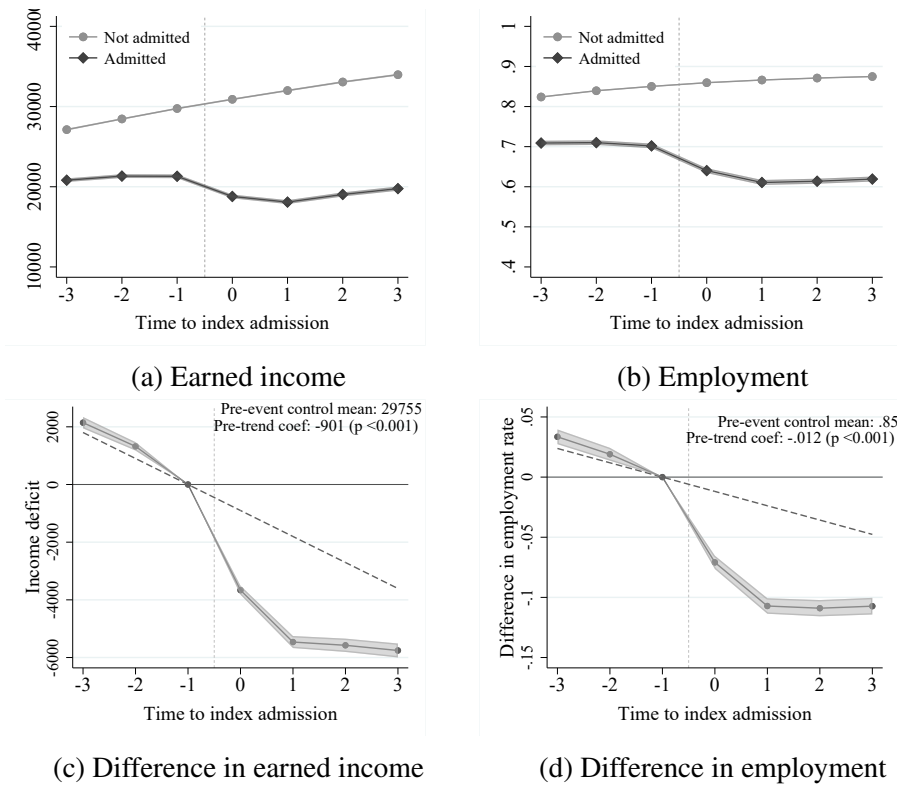 40000
30000
20000
10000
Not admitted
Admitted
-3 -2 -1 0 1 2 3
Time to index admission
(a) Earned income
1
.9
.8
.7
.6
.5
.4
Not admitted
Admitted
-3 -2 -1 0 1 2 3
Time to index admission
(b) Employment
Income deficit
2000
0
-2000
-4000
-6000
Pre-event control mean: 29755
Pre-trend coef: -901 (p <0.001)
-3 -2 -1 0 1 2 3
Time to index admission
(c) Difference in earned income
Difference in employment rate
.05
0
-.05
-.1
-.15
Pre-event control mean: .85
Pre-trend coef: -.012 (p <0.001)
-3 -2 -1 0 1 2 3
Time to index admission
(d) Difference in employment